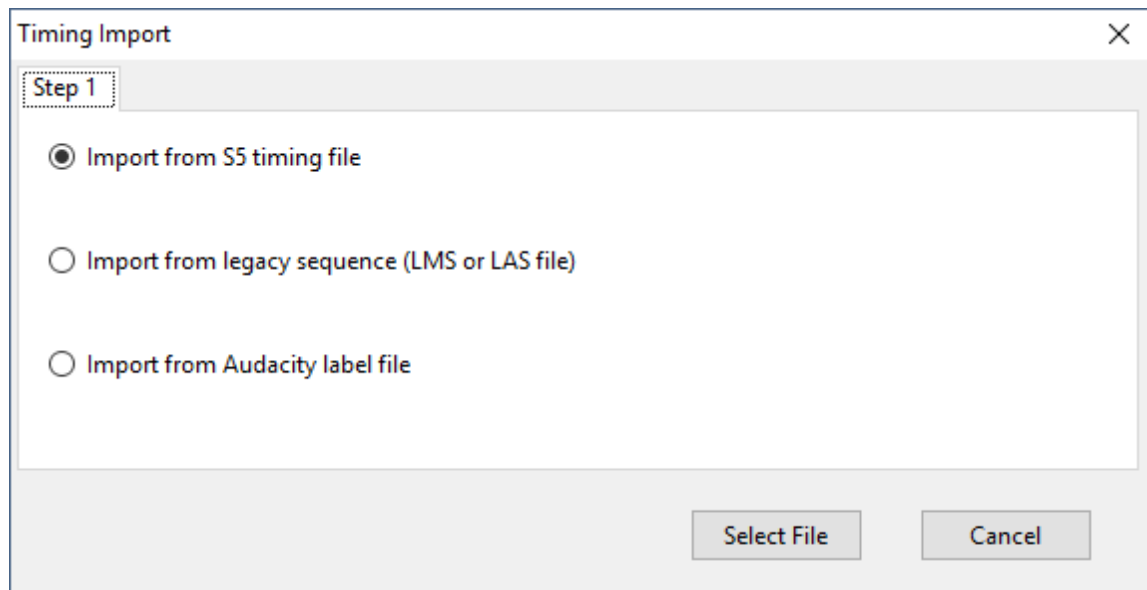 Timing Import
Step 1
Import from S5 timing file
Import from legacy sequence (LMS or LAS file)
Import from Audacity label file
Select File
Cancel